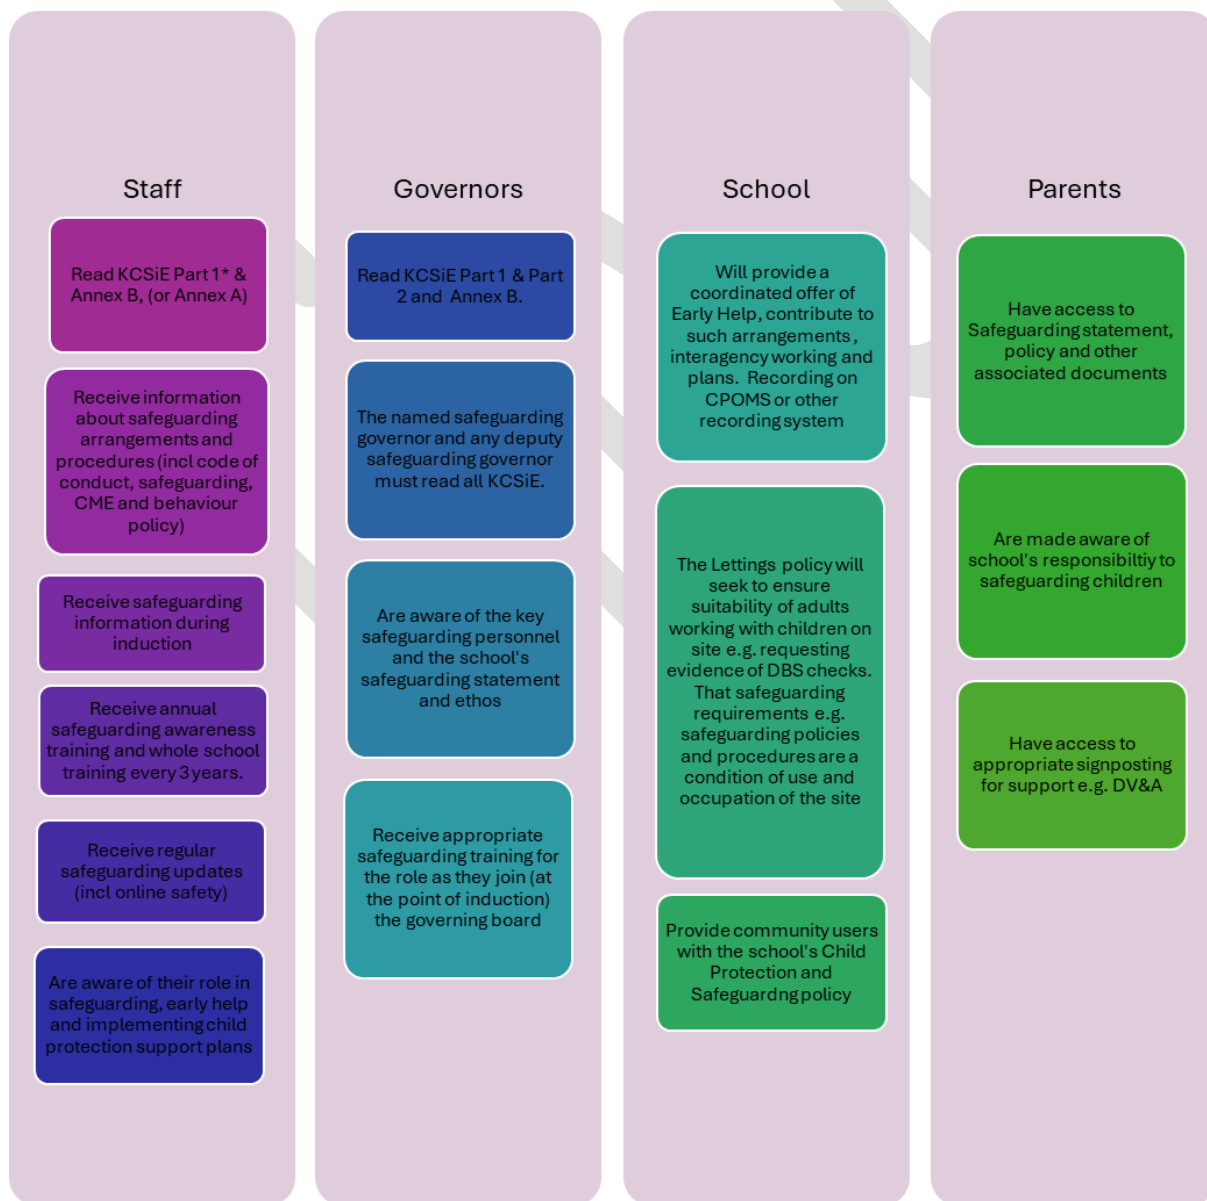 Staff
Read KCSiE Part 1* &
Annex B, (or Annex A)
Receive information
about safeguarding
arrangements and
procedures (incl code of
conduct, safeguarding,
CME and behaviour
policy)
Receive safeguarding
information during
induction
Receive annual
safeguarding awareness
training and whole school
training every 3 years.
Receive regular
safeguarding updates
(incl online safety)
Are aware of their role in
safeguarding, early help
and implementing child
protection support plans
Governors
Read KCSiE Part 1 & Part
2 and Annex B.
The named safeguarding
governor and any deputy
safeguarding governor
must read all KCSiE.
Are aware of the key
safeguarding personnel
and the school's
safeguarding statement
and ethos
Receive appropriate
safeguarding training for
the role as they join (at
the point of induction)
the governing board
School
Will provide a
coordinated offer of
Early Help, contribute to
such arrangements ,
interagency working and
plans. Recording on
CPOMS or other
recording system
The Lettings policy will
seek to ensure
suitability of adults
working with children on
site e.g. requesting
evidence of DBS checks.
That safeguarding
requirements e.g.
safeguarding policies
and procedures are a
condition of use and
occupation of the site
Provide community users
with the school's Child
Protection and
Safeguardng policy
Parents
Have access to
Safeguarding statement,
policy and other
associated documents
Are made aware of
school's responsibiltiy to
safeguarding children
Have access to
appropriate signposting
for support e.g. DV&A